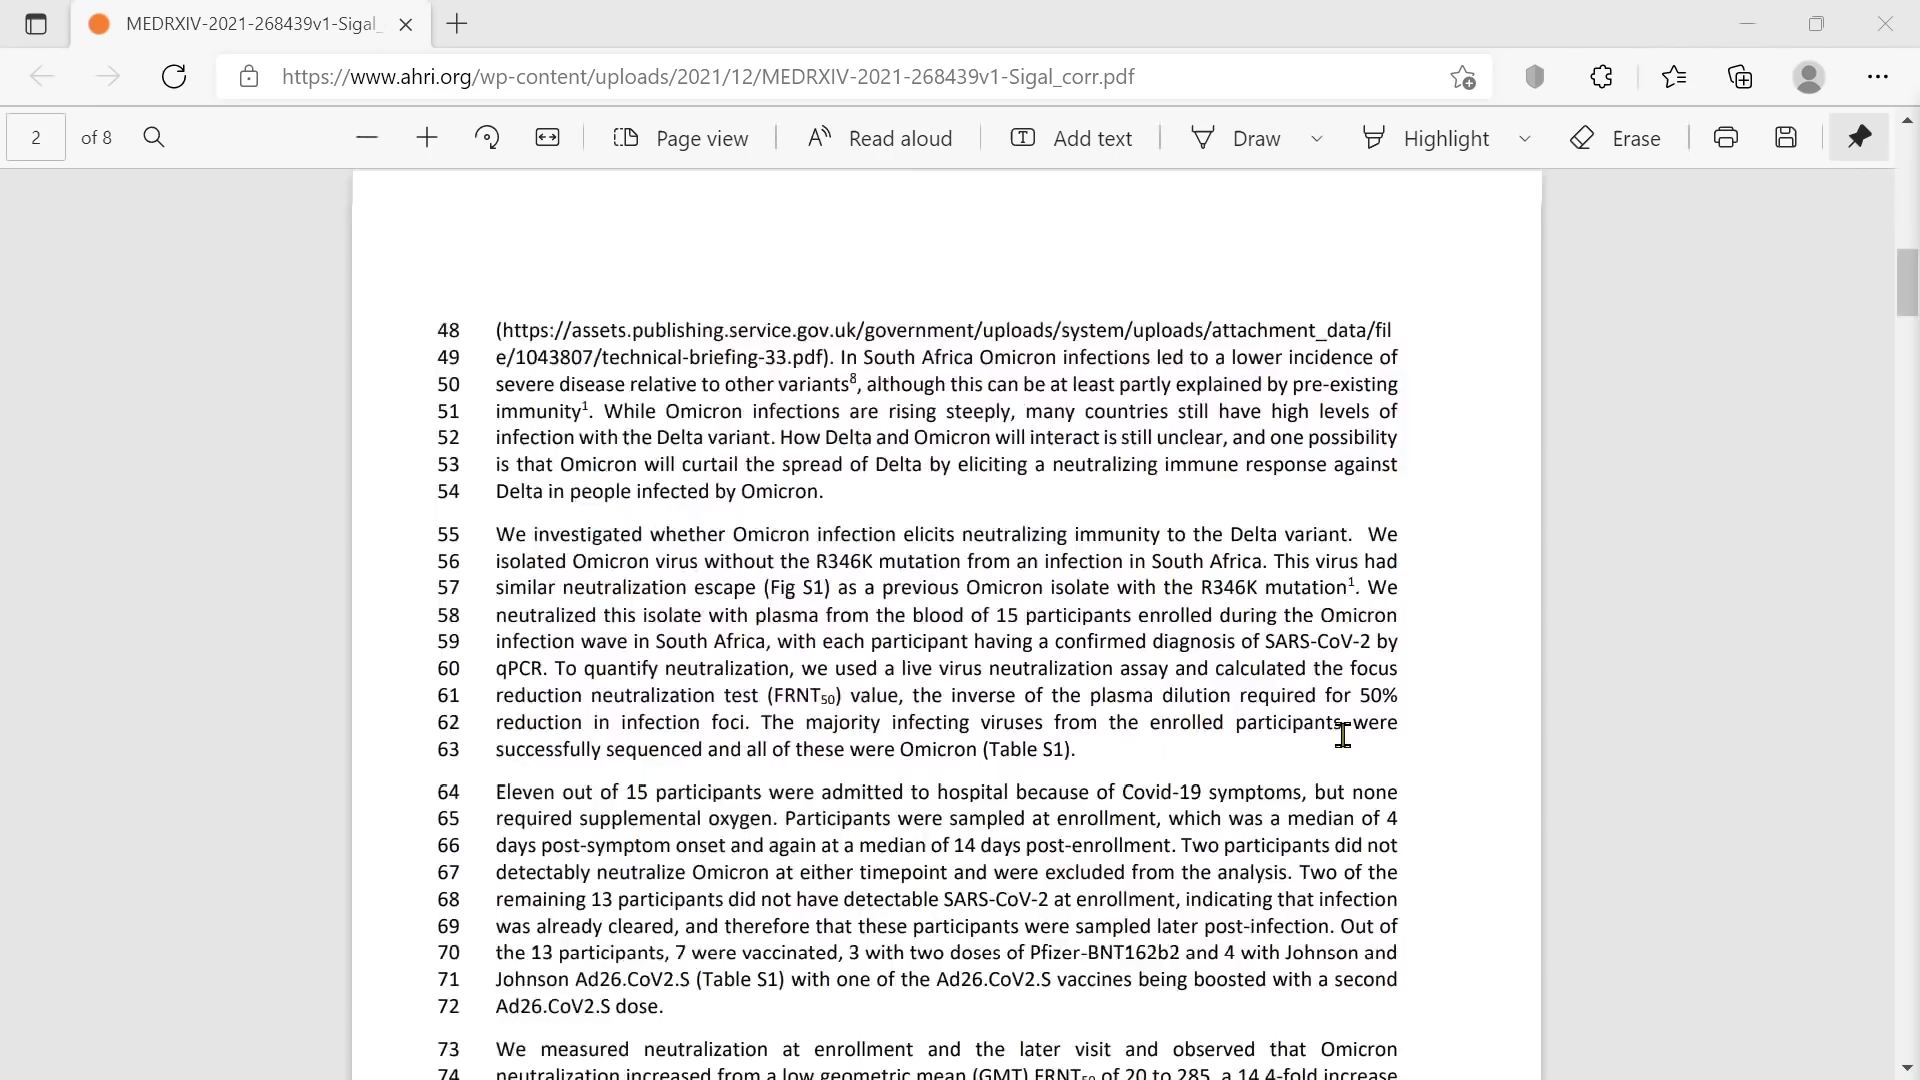 MEDRXIV-2021-268439v1-Sigal_
https://www.ahri.org/wp-content/uploads/2021/12/MEDRXIV-2021-268439v1-Sigal_corr.pdf
2 of 8 Page view Read aloud Add text Draw Highlight Erase
48 (https://assets.publishing.service.gov.uk/government/uploads/system/uploads/attachment_data/fil
49 e/1043807/technical-briefing-33.pdf). In South Africa Omicron infections led to a lower incidence of
50 severe disease relative to other variants8, although this can be at least partly explained by pre-existing
51 immunity1. While Omicron infections are rising steeply, many countries still have high levels of
52 infection with the Delta variant. How Delta and Omicron will interact is still unclear, and one possibility
53 is that Omicron will curtail the spread of Delta by eliciting a neutralizing immune response against
54 Delta in people infected by Omicron.
55 We investigated whether Omicron infection elicits neutralizing immunity to the Delta variant. We
56 isolated Omicron virus without the R346K mutation from an infection in South Africa. This virus had
57 similar neutralization escape (Fig S1) as a previous Omicron isolate with the R346K mutation1. We
58 neutralized this isolate with plasma from the blood of 15 participants enrolled during the Omicron
59 infection wave in South Africa, with each participant having a confirmed diagnosis of SARS-CoV-2 by
60 qPCR. To quantify neutralization, we used a live virus neutralization assay and calculated the focus
61 reduction neutralization test (FRNT50) value, the inverse of the plasma dilution required for 50%
62 reduction in infection foci. The majority infecting viruses from the enrolled participants were
63 successfully sequenced and all of these were Omicron (Table S1).
64 Eleven out of 15 participants were admitted to hospital because of Covid-19 symptoms, but none
65 required supplemental oxygen. Participants were sampled at enrollment, which was a median of 4
66 days post-symptom onset and again at a median of 14 days post-enrollment. Two participants did not
67 detectably neutralize Omicron at either timepoint and were excluded from the analysis. Two of the
68 remaining 13 participants did not have detectable SARS-CoV-2 at enrollment, indicating that infection
69 was already cleared, and therefore that these participants were sampled later post-infection. Out of
70 the 13 participants, 7 were vaccinated, 3 with two doses of Pfizer-BNT162b2 and 4 with Johnson and
71 Johnson Ad26.CoV2.S (Table S1) with one of the Ad26.CoV2.S vaccines being boosted with a second
72 Ad26.CoV2.S dose.
73 We measured neutralization at enrollment and the later visit and observed that Omicron
74 neutralization increased from a low geometric mean (GMT) FRNT50 of 20 to 285, a 14.4-fold increase